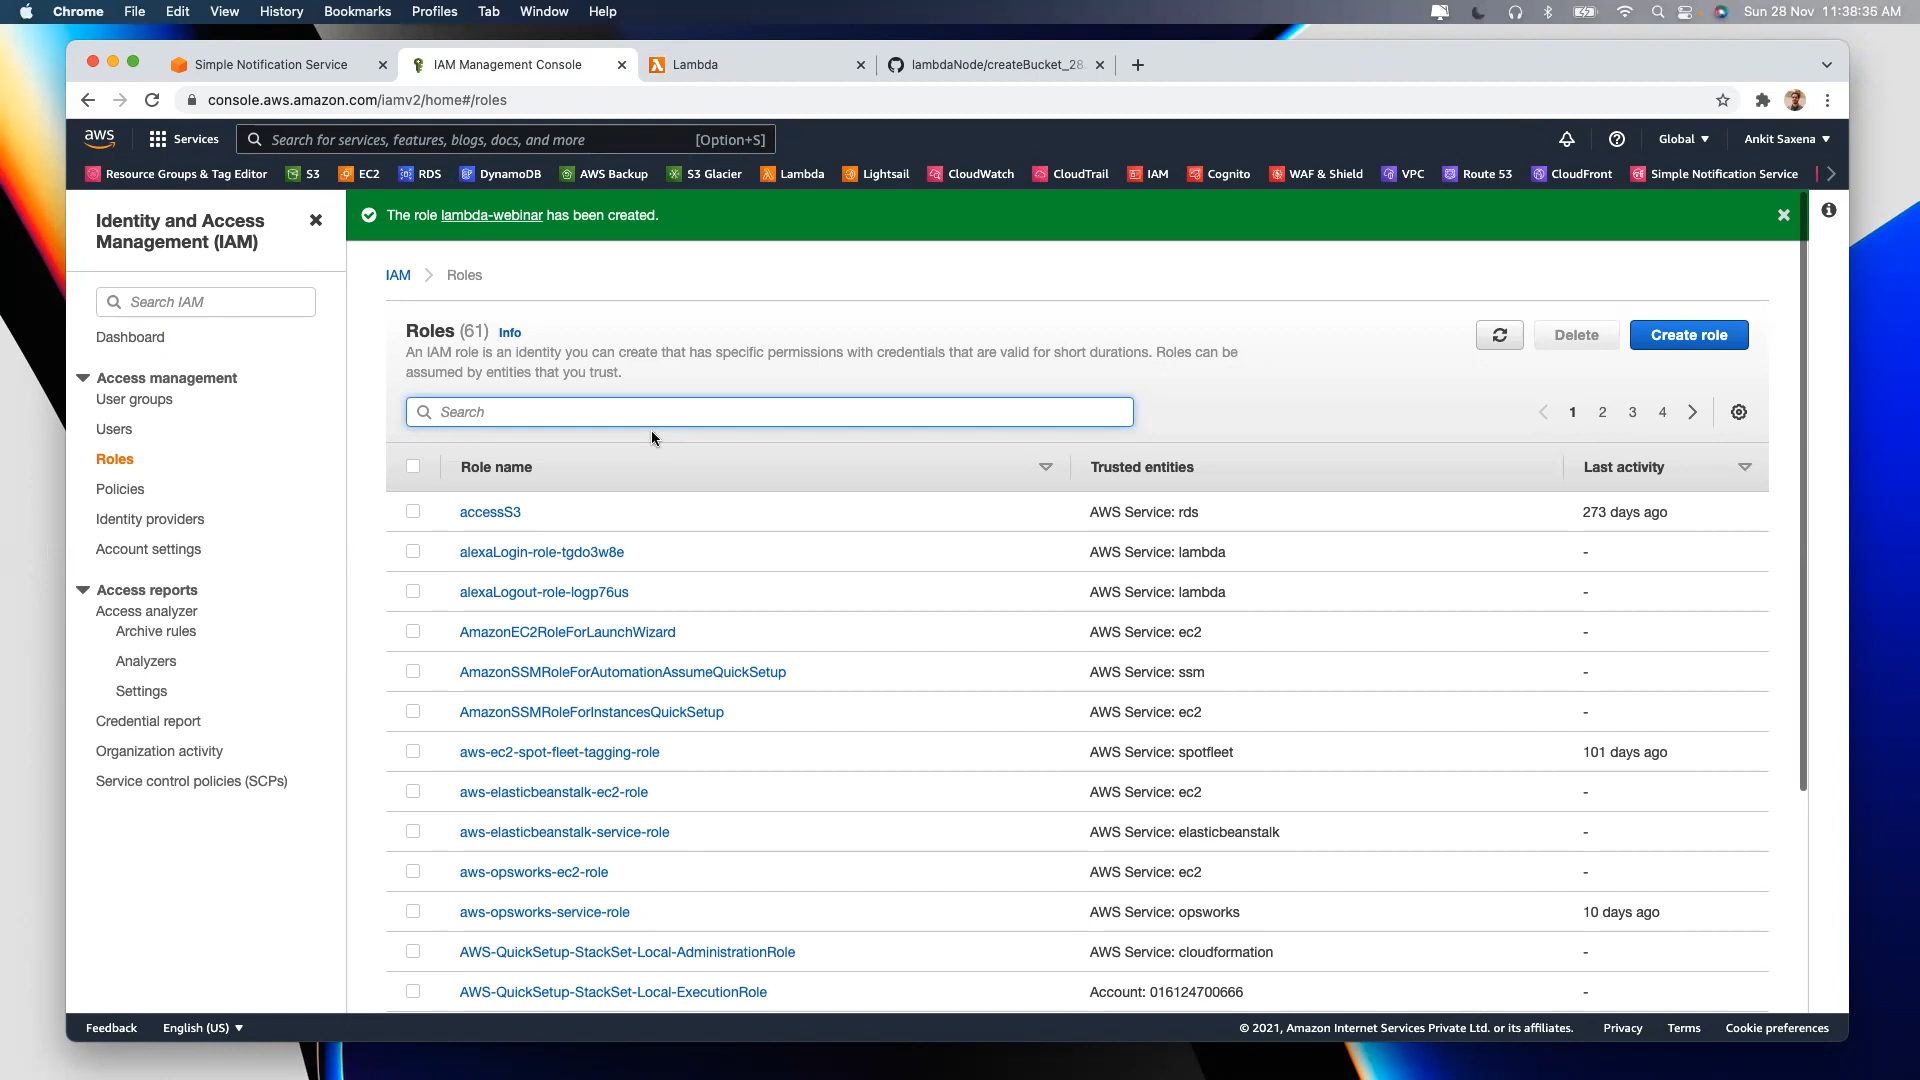 Chrome File Edit View History Bookmarks Profiles Tab Window Help Sun 28 Nov 11:38:35 AM
Simple Notification Service IAM Management Console Lambda lambdaNode/createBucket_28
console.aws.amazon.com/iamv2/home#/roles
aws Services Search for services, features, blogs, docs, and more [Option+S] Global Ankit Saxena
Resource Groups & Tag Editor S3 EC2 RDS DynamoDB AWS Backup S3 Glacier Lambda Lightsail CloudWatch CloudTrail IAM Cognito WAF & Shield VPC Route 53 CloudFront Simple Notification Service
Identity and Access
Management (IAM)
Search IAM
Dashboard
Access management
User groups
Users
Roles
Policies
Identity providers
Account settings
Access reports
Access analyzer
Archive rules
Analyzers
Settings
Credential report
Organization activity
Service control policies (SCPs)
The role lambda-webinar has been created.
IAM Roles
Roles (61) Info
An IAM role is an identity you can create that has specific permissions with credentials that are valid for short durations. Roles can be
assumed by entities that you trust.
Delete Create role
Search 1 2 3 4
Role name Trusted entities Last activity
accessS3 AWS Service: rds 273 days ago
alexaLogin-role-tgdo3w8e AWS Service: lambda -
alexaLogout-role-logp76us AWS Service: lambda -
AmazonEC2RoleForLaunchWizard AWS Service: ec2 -
AmazonSSMRoleForAutomationAssumeQuickSetup AWS Service: ssm -
AmazonSSMRoleForInstancesQuickSetup AWS Service: ec2 -
aws-ec2-spot-fleet-tagging-role AWS Service: spotfleet 101 days ago
aws-elasticbeanstalk-ec2-role AWS Service: ec2 -
aws-elasticbeanstalk-service-role AWS Service: elasticbeanstalk -
aws-opsworks-ec2-role AWS Service: ec2 -
aws-opsworks-service-role AWS Service: opsworks 10 days ago
AWS-QuickSetup-StackSet-Local-AdministrationRole AWS Service: cloudformation -
AWS-QuickSetup-StackSet-Local-ExecutionRole Account: 016124700666 -
Feedback English (US) © 2021, Amazon Internet Services Private Ltd. or its affiliates. Privacy Terms Cookie preferences